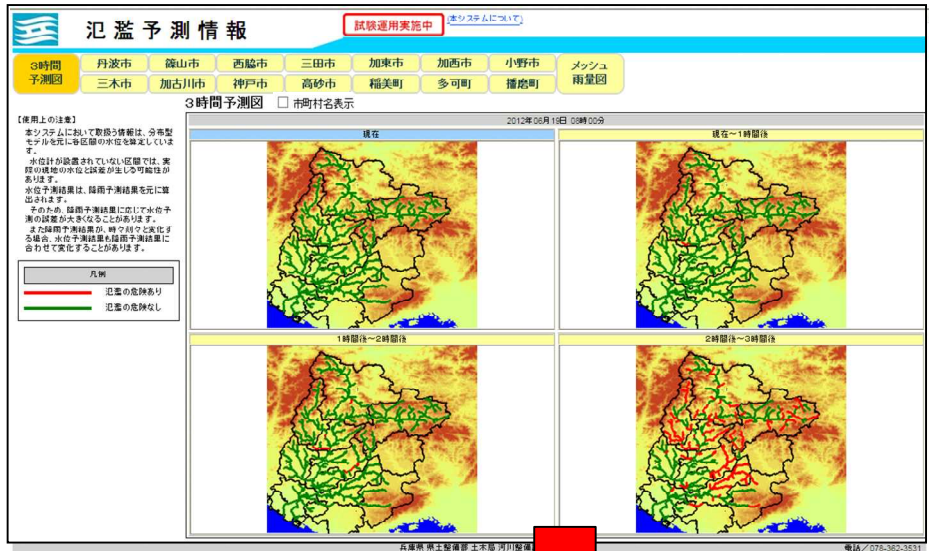 氾濫予測情報
試験運用実施中
(本システムについて)
3時間
予測図
丹波市 篠山市 西脇市 三田市 加東市 加西市 小野市
メッシュ
雨量図
三木市 加古川市 神戸市 高砂市 稲美町 多可町 播磨町
3時間予測図 市町村名表示
2012年06月19日 08時00分
【使用上の注意】
本システムにおいて取扱う情報は、分布型
モデルを元に各区間の水位を算定していま
す。
水位計が設置されていない区間では、実
際の現地の水位と誤差が生じる可能性が
あります。
水位予測結果は、降雨予測結果を元に算
出されます。
そのため、降雨予測結果に応じて水位予
測の誤差が大きくなることがあります。
また降雨予測結果が、時々刻々と変化す
る場合、水位予測結果も降雨予測結果に
合わせて変化することがあります。
凡例
氾濫の危険あり
氾濫の危険なし
現在
現在～1時間後
1時間後～2時間後
2時間後～3時間後
兵庫県 県土整備部 土木局 河川整備
電話/078-362-3531